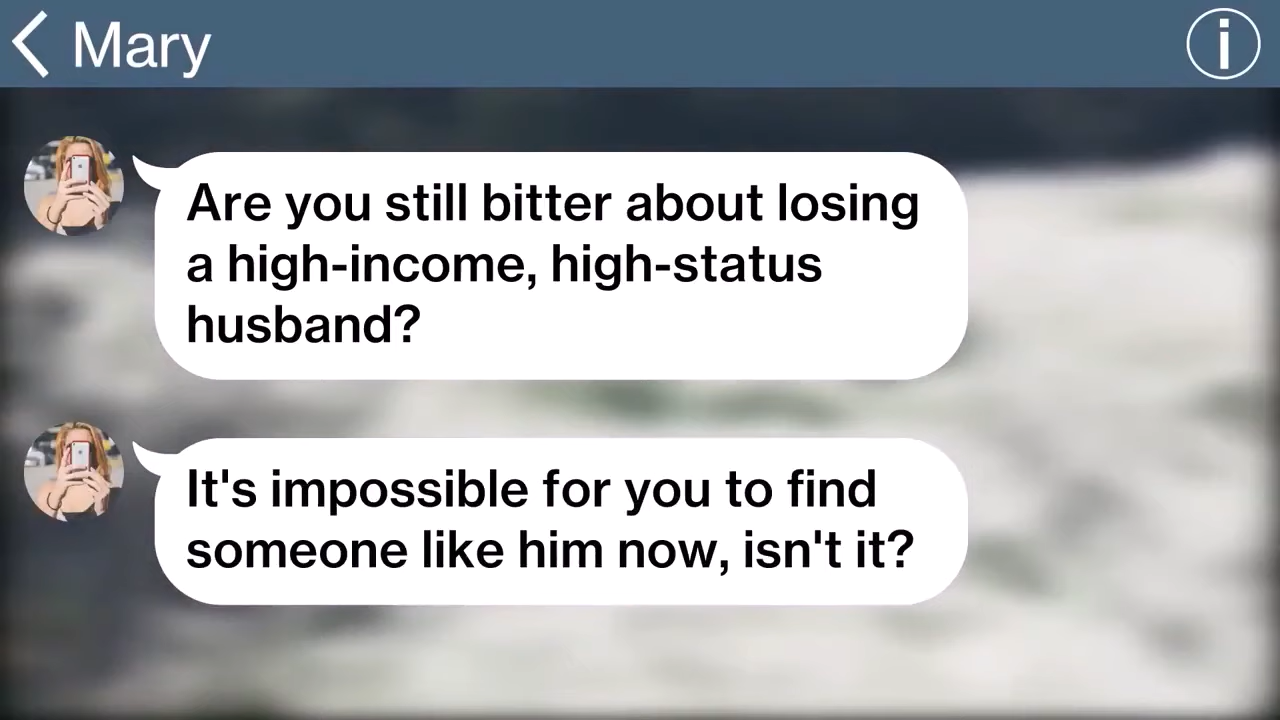 Mary
Are you still bitter about losing
a high-income, high-status
husband?
It's impossible for you to find
someone like him now, isn't it?